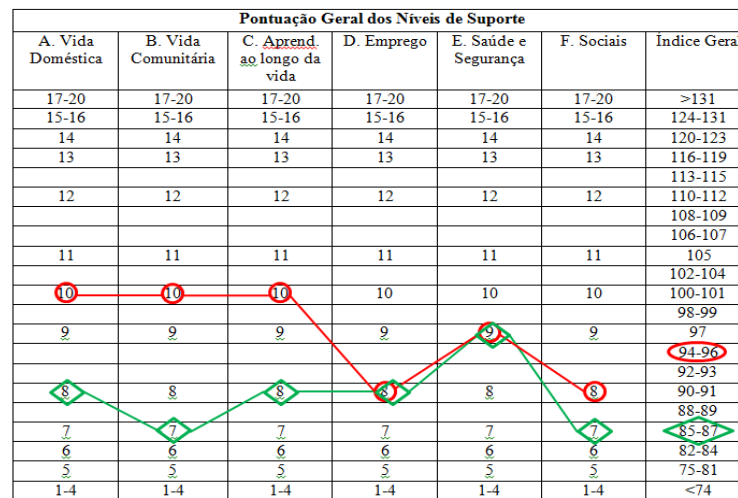 Pontuação Geral dos Níveis de Suporte
A. Vida Doméstica B. Vida Comunitária C. Aprend. ao longo da vida D. Emprego E. Saúde e Segurança F. Sociais Índice Geral
17-20 17-20 17-20 17-20 17-20 17-20 >131
15-16 15-16 15-16 15-16 15-16 15-16 124-131
14 14 14 14 14 14 120-123
13 13 13 13 13 13 116-119
113-115
12 12 12 12 12 12 110-112
108-109
106-107
11 11 11 11 11 11 105
102-104
10 10 10 10 10 10 100-101
98-99
9 9 9 9 9 9 97
94-96
92-93
8 8 8 8 8 8 90-91
88-89
7 7 7 7 7 7 85-87
6 6 6 6 6 6 82-84
5 5 5 5 5 5 75-81
1-4 1-4 1-4 1-4 1-4 1-4 <74